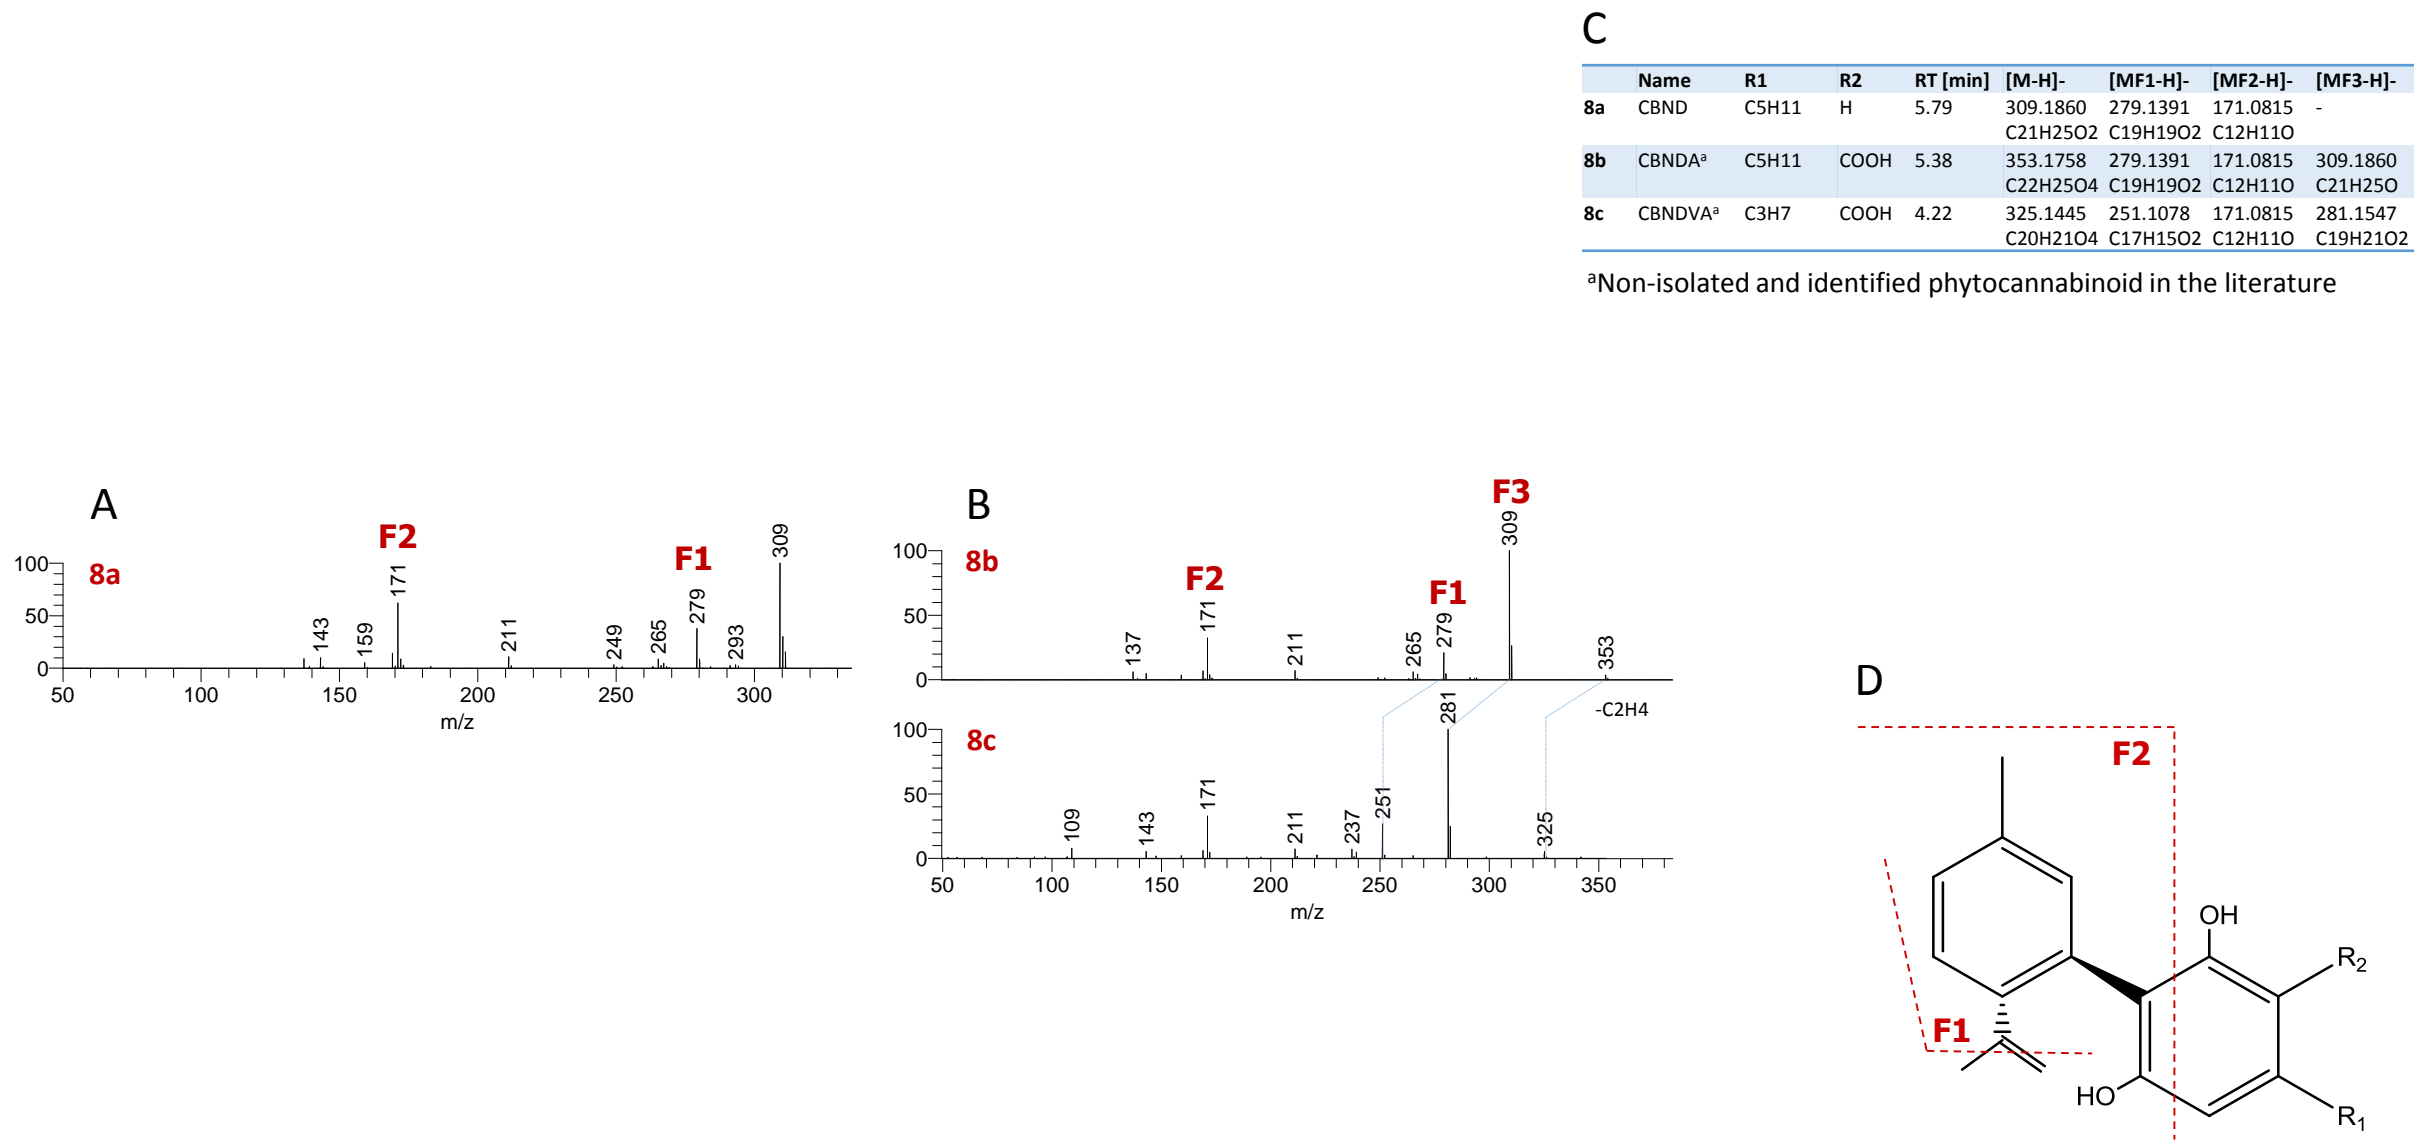 C
Name R1 R2 RT [min] [M-H]- [MF1-H]- [MF2-H]- [MF3-H]-
8a CBND C5H11 H 5.79 309.1860 279.1391 171.0815 -
C21H25O2 C19H19O2 C12H11O
8b CBNDAᵃ C5H11 COOH 5.38 353.1758 279.1391 171.0815 309.1860
C22H25O4 C19H19O2 C12H11O C21H25O
8c CBNDVAᵃ C3H7 COOH 4.22 325.1445 251.1078 171.0815 281.1547
C20H21O4 C17H15O2 C12H11O C19H21O2
ᵃNon-isolated and identified phytocannabinoid in the literature
A
8a
F2
F1
100
50
0
143
159
171
211
249
265
279
293
309
50 100 150 200 250 300
m/z
B
8b
F2
F1
F3
100
50
0
137
171
211
265
279
309
353
-C2H4
8c
100
50
0
109
143
171
211
237
251
281
325
50 100 150 200 250 300 350
m/z
D
F2
OH
R₂
F1
HO
R₁